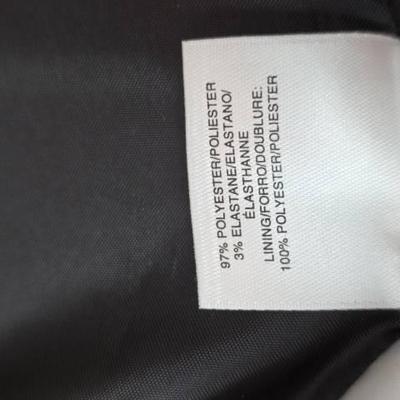 97% POLYESTER/POLIESTER
3% ELASTANE/ELASTANO/
ÉLASTHANNE
LINING/FORRO/DOUBLURE:
100% POLYESTER/POLIESTER